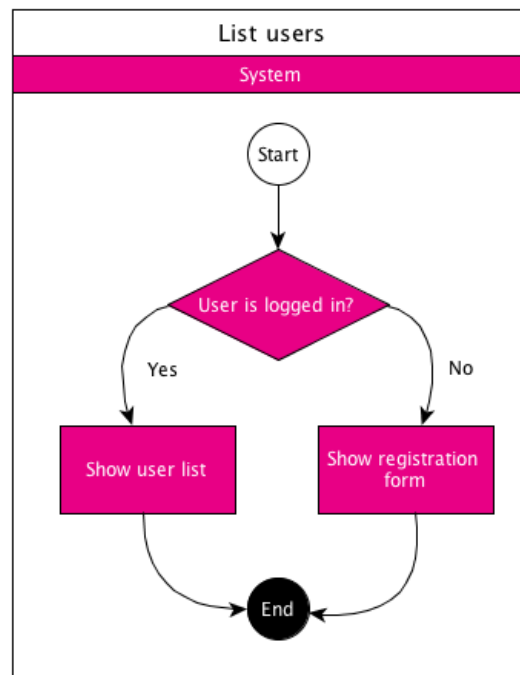 List users
System
Start
User is logged in?
Yes
No
Show user list
Show registration
form
End